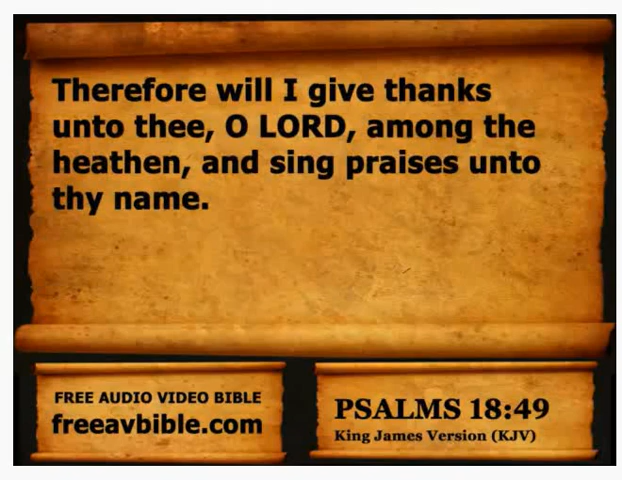 Therefore will I give thanks
unto thee, O LORD, among the
heathen, and sing praises unto
thy name.
FREE AUDIO VIDEO BIBLE
freeavbible.com
PSALMS 18:49
King James Version (KJV)